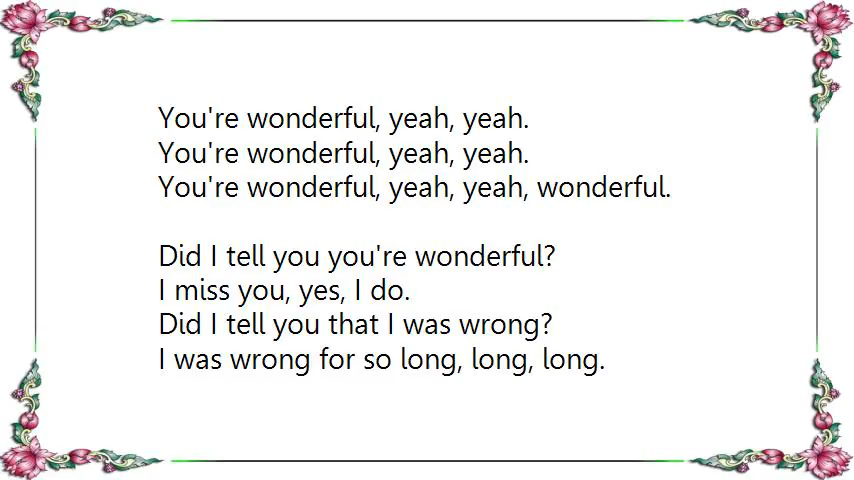 You're wonderful, yeah, yeah.
You're wonderful, yeah, yeah.
You're wonderful, yeah, yeah, wonderful.
Did I tell you you're wonderful?
I miss you, yes, I do.
Did I tell you that I was wrong?
I was wrong for so long, long, long.